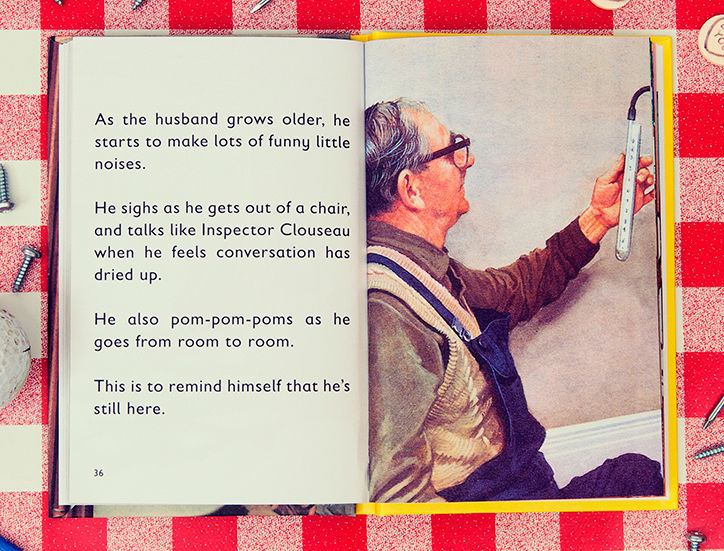 As the husband grows older, he
starts to make lots of funny little
noises.
He sighs as he gets out of a chair,
and talks like Inspector Clouseau
when he feels conversation has
dried up.
He also pom-pom-poms as he
goes from room to room.
This is to remind himself that he's
still here.
36